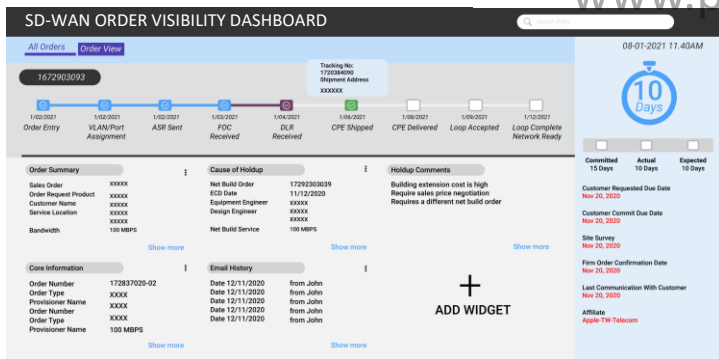 SD-WAN ORDER VISIBILITY DASHBOARD
Search Order
www.p
All Orders
Order View
08-01-2021 11.40AM
1672903093
Tracking No:
1720384090
Shipment Address
XXXXXX
10
Days
1/02/2021
Order Entry
1/02/2021
VLAN/Port
Assignment
1/02/2021
ASR Sent
1/03/2021
FOC
Received
1/04/2021
DLR
Received
1/06/2021
CPE Shipped
1/08/2021
CPE Delivered
1/09/2021
Loop Accepted
1/12/2021
Loop Complete
Network Ready
Order Summary
Sales Order XXXXX
Order Request Product XXXXX
Customer Name XXXXX
Service Location XXXXX
XXXXX
Bandwidth 100 MBPS
Show more
Cause of Holdup
Net Build Order 17292303039
ECD Date 11/12/2020
Equipment Engineer XXXXX
Design Engineer XXXXX
XXXXX
Net Build Service 100 MBPS
Show more
Holdup Comments
Building extension cost is high
Require sales price negotiation
Requires a different net build order
Show more
Core Information
Order Number 172837020-02
Order Type XXXX
Provisioner Name XXXX
Order Number
Order Type XXXX
Provisioner Name 100 MBPS
Show more
Email History
Date 12/11/2020 from John
Date 12/11/2020 from John
Date 12/11/2020 from John
Date 12/11/2020 from John
Date 12/11/2020 from John
Show more
+
ADD WIDGET
Committed
15 Days
Actual
10 Days
Expected
10 Days
Customer Requested Due Date
Nov 20, 2020
Customer Commit Due Date
Nov 20, 2020
Site Survey
Nov 20, 2020
Firm Order Confirmation Date
Nov 20, 2020
Last Communication With Customer
Nov 20, 2020
Affiliate
Apple-TW-Telecom